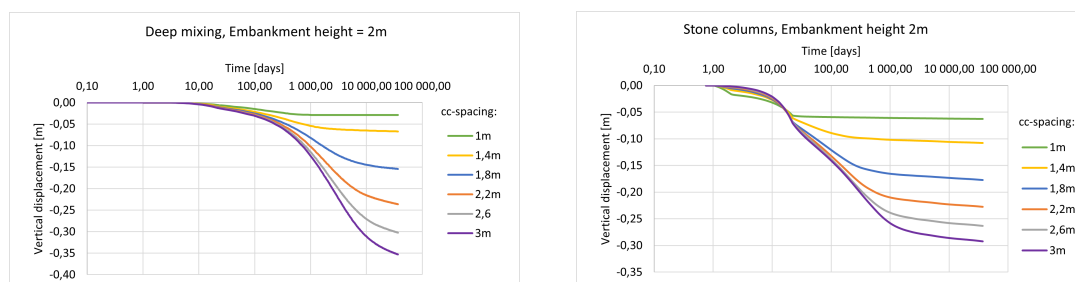 Deep mixing, Embankment height = 2m
Time [days]
0,10 1,00 10,00 100,00 1 000,00 10 000,00 100 000,00
0,00
-0,05
-0,10
-0,15
-0,20
-0,25
-0,30
-0,35
-0,40
Vertical displacement [m]
cc-spacing:
1m
1,4m
1,8m
2,2m
2,6
3m
Stone columns, Embankment height 2m
Time [days]
0,10 1,00 10,00 100,00 1 000,00 10 000,00 100 000,00
0,00
-0,05
-0,10
-0,15
-0,20
-0,25
-0,30
-0,35
Vertical displacement [m]
cc-spacing:
1m
1,4m
1,8m
2,2m
2,6m
3m